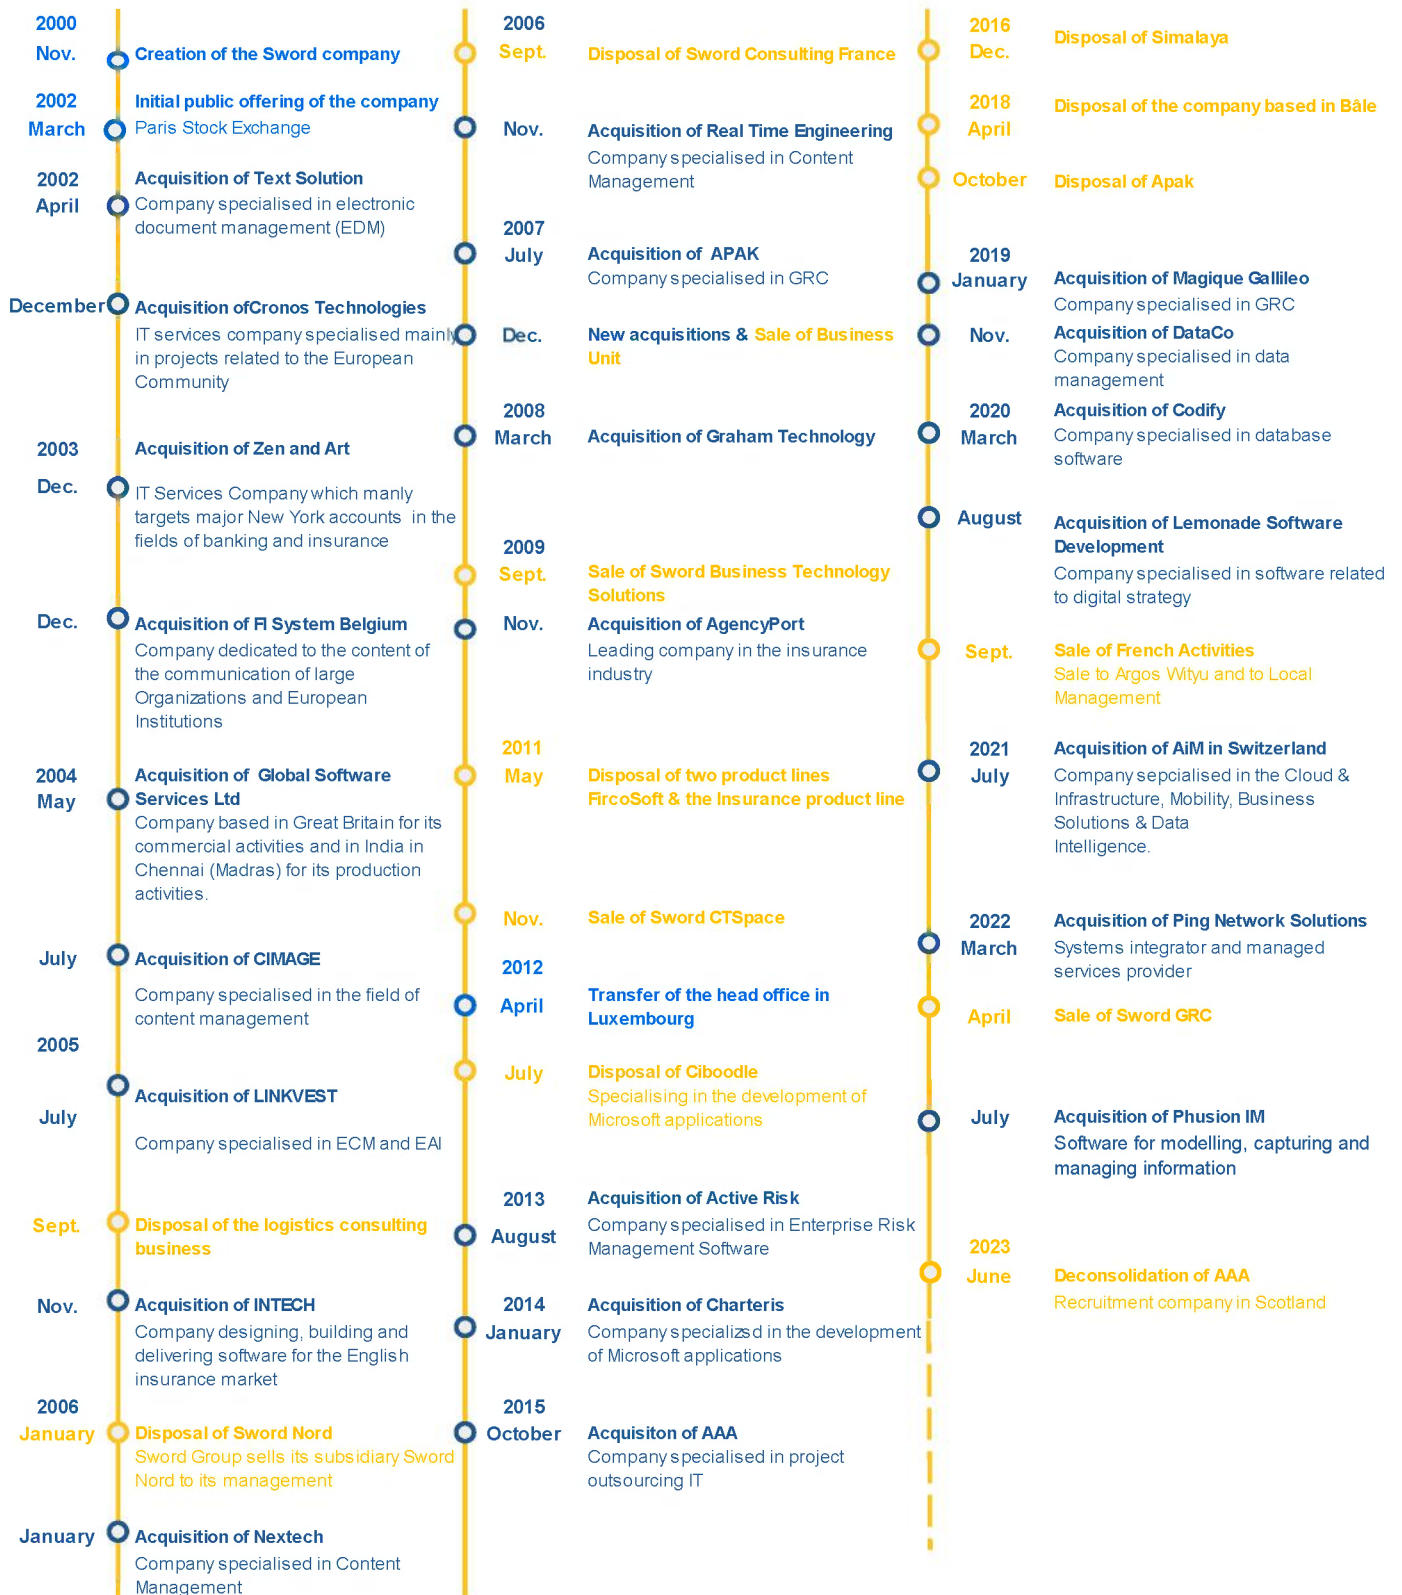 2000
Nov.
Creation of the Sword company
2002
March
Initial public offering of the company
Paris Stock Exchange
2002
April
Acquisition of Text Solution
Company specialised in electronic
document management (EDM)
December
Acquisition ofCronos Technologies
IT services company specialised mainly
in projects related to the European
Community
2003
Dec.
Acquisition of Zen and Art
IT Services Company which manly
targets major New York accounts in the
fields of banking and insurance
Dec.
Acquisition of FI System Belgium
Company dedicated to the content of
the communication of large
Organizations and European
Institutions
2004
May
Acquisition of Global Software
Services Ltd
Company based in Great Britain for its
commercial activities and in India in
Chennai (Madras) for its production
activities.
July
Acquisition of CIMAGE
Company specialised in the field of
content management
2005
July
Acquisition of LINKVEST
Company specialised in ECM and EAI
Sept.
Disposal of the logistics consulting
business
Nov.
Acquisition of INTECH
Company designing, building and
delivering software for the English
insurance market
2006
January
Disposal of Sword Nord
Sword Group sells its subsidiary Sword
Nord to its management
January
Acquisition of Nextech
Company specialised in Content
Management
2006
Sept.
Disposal of Sword Consulting France
Nov.
Acquisition of Real Time Engineering
Company specialised in Content
Management
2007
July
Acquisition of APAK
Company specialised in GRC
Dec.
New acquisitions & Sale of Business
Unit
2008
March
Acquisition of Graham Technology
2009
Sept.
Sale of Sword Business Technology
Solutions
Nov.
Acquisition of AgencyPort
Leading company in the insurance
industry
2011
May
Disposal of two product lines
FircoSoft & the Insurance product line
Nov.
Sale of Sword CTSpace
2012
April
Transfer of the head office in
Luxembourg
July
Disposal of Ciboodle
Specialising in the development of
Microsoft applications
2013
August
Acquisition of Active Risk
Company specialised in Enterprise Risk
Management Software
2014
January
Acquisition of Charteris
Company specializsd in the development
of Microsoft applications
2015
October
Acquisiton of AAA
Company specialised in project
outsourcing IT
2016
Dec.
Disposal of Simalaya
2018
April
Disposal of the company based in Bâle
October
Disposal of Apak
2019
January
Acquisition of Magique Gallileo
Company specialised in GRC
Nov.
Acquisition of DataCo
Company specialised in data
management
2020
March
Acquisition of Codify
Company specialised in database
software
August
Acquisition of Lemonade Software
Development
Company specialised in software related
to digital strategy
Sept.
Sale of French Activities
Sale to Argos Wityu and to Local
Management
2021
July
Acquisition of AiM in Switzerland
Company sepcialised in the Cloud &
Infrastructure, Mobility, Business
Solutions & Data
Intelligence.
2022
March
Acquisition of Ping Network Solutions
Systems integrator and managed
services provider
April
Sale of Sword GRC
July
Acquisition of Phusion IM
Software for modelling, capturing and
managing information
2023
June
Deconsolidation of AAA
Recruitment company in Scotland